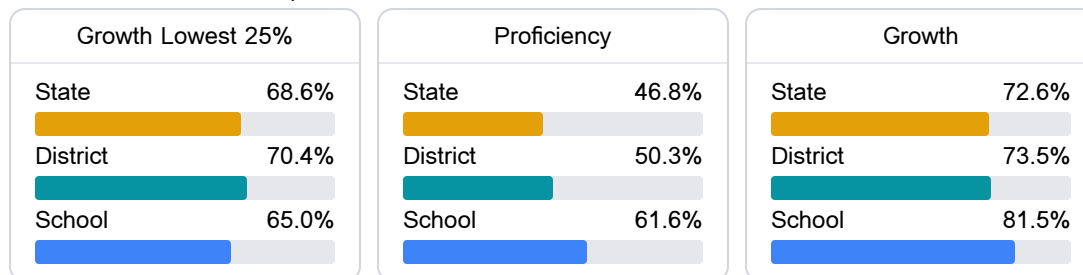 Growth Lowest 25%
State 68.6%
District 70.4%
School 65.0%
Proficiency
State 46.8%
District 50.3%
School 61.6%
Growth
State 72.6%
District 73.5%
School 81.5%